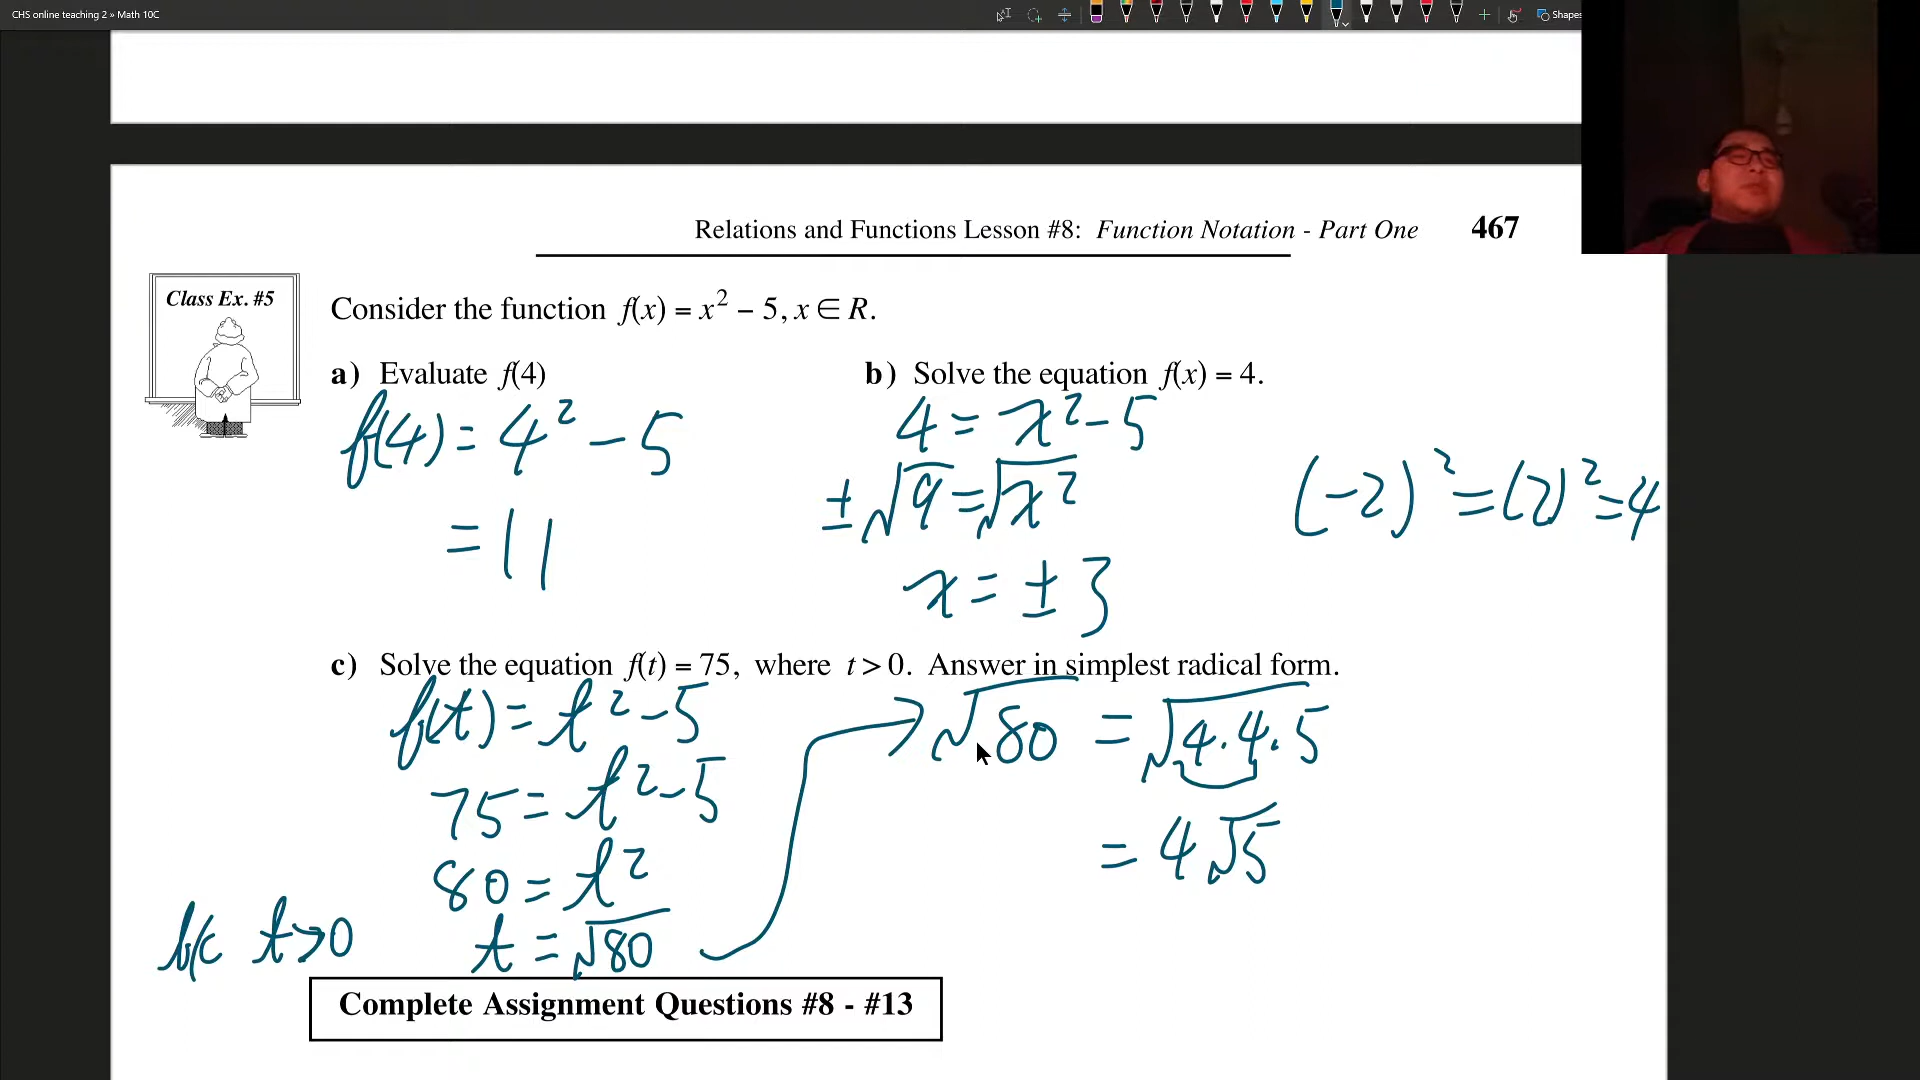 CHS online teaching 2 » Math 10C
Shapes
Relations and Functions Lesson #8: Function Notation - Part One 467
Class Ex. #5
Consider the function f(x) = x² − 5, x ∈ R.
a) Evaluate f(4)
f(4) = 4² − 5
= 11
b) Solve the equation f(x) = 4.
4 = x² − 5
± √9 = √x²
x = ± 3
(−2)² = (2)² = 4
c) Solve the equation f(t) = 75, where t > 0. Answer in simplest radical form.
f(t) = t² − 5
75 = t² − 5
80 = t²
b/c t > 0 t = √80
√80 = √4·4·5
= 4√5
Complete Assignment Questions #8 - #13